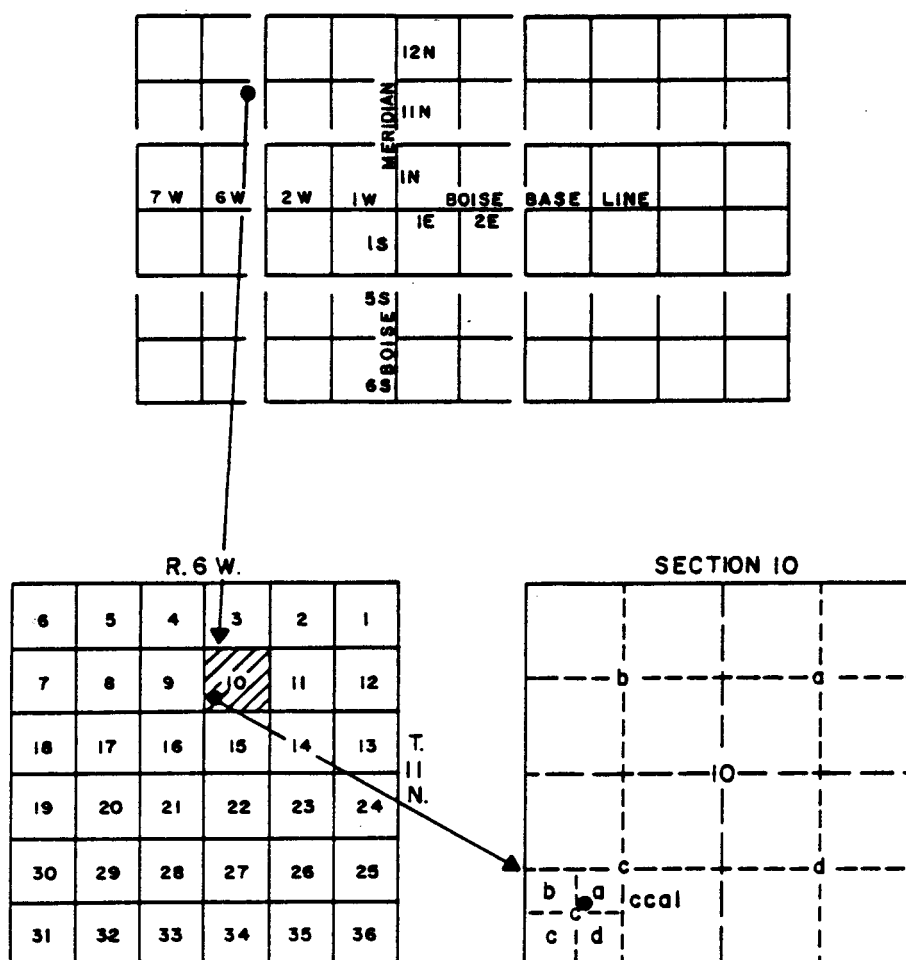 12N
MERIDIAN
11N
1N
7 W 6 W 2 W 1W BOISE BASE LINE
1E 2E
1S
5S
BOISE
6S
R. 6 W. SECTION 10
6 5 4 3 2 1
7 8 9 10 11 12
18 17 16 15 14 13
19 20 21 22 23 24
30 29 28 27 26 25
31 32 33 34 35 36
T.
11
N.
b a
10
c d
b a
c
ccal
c d